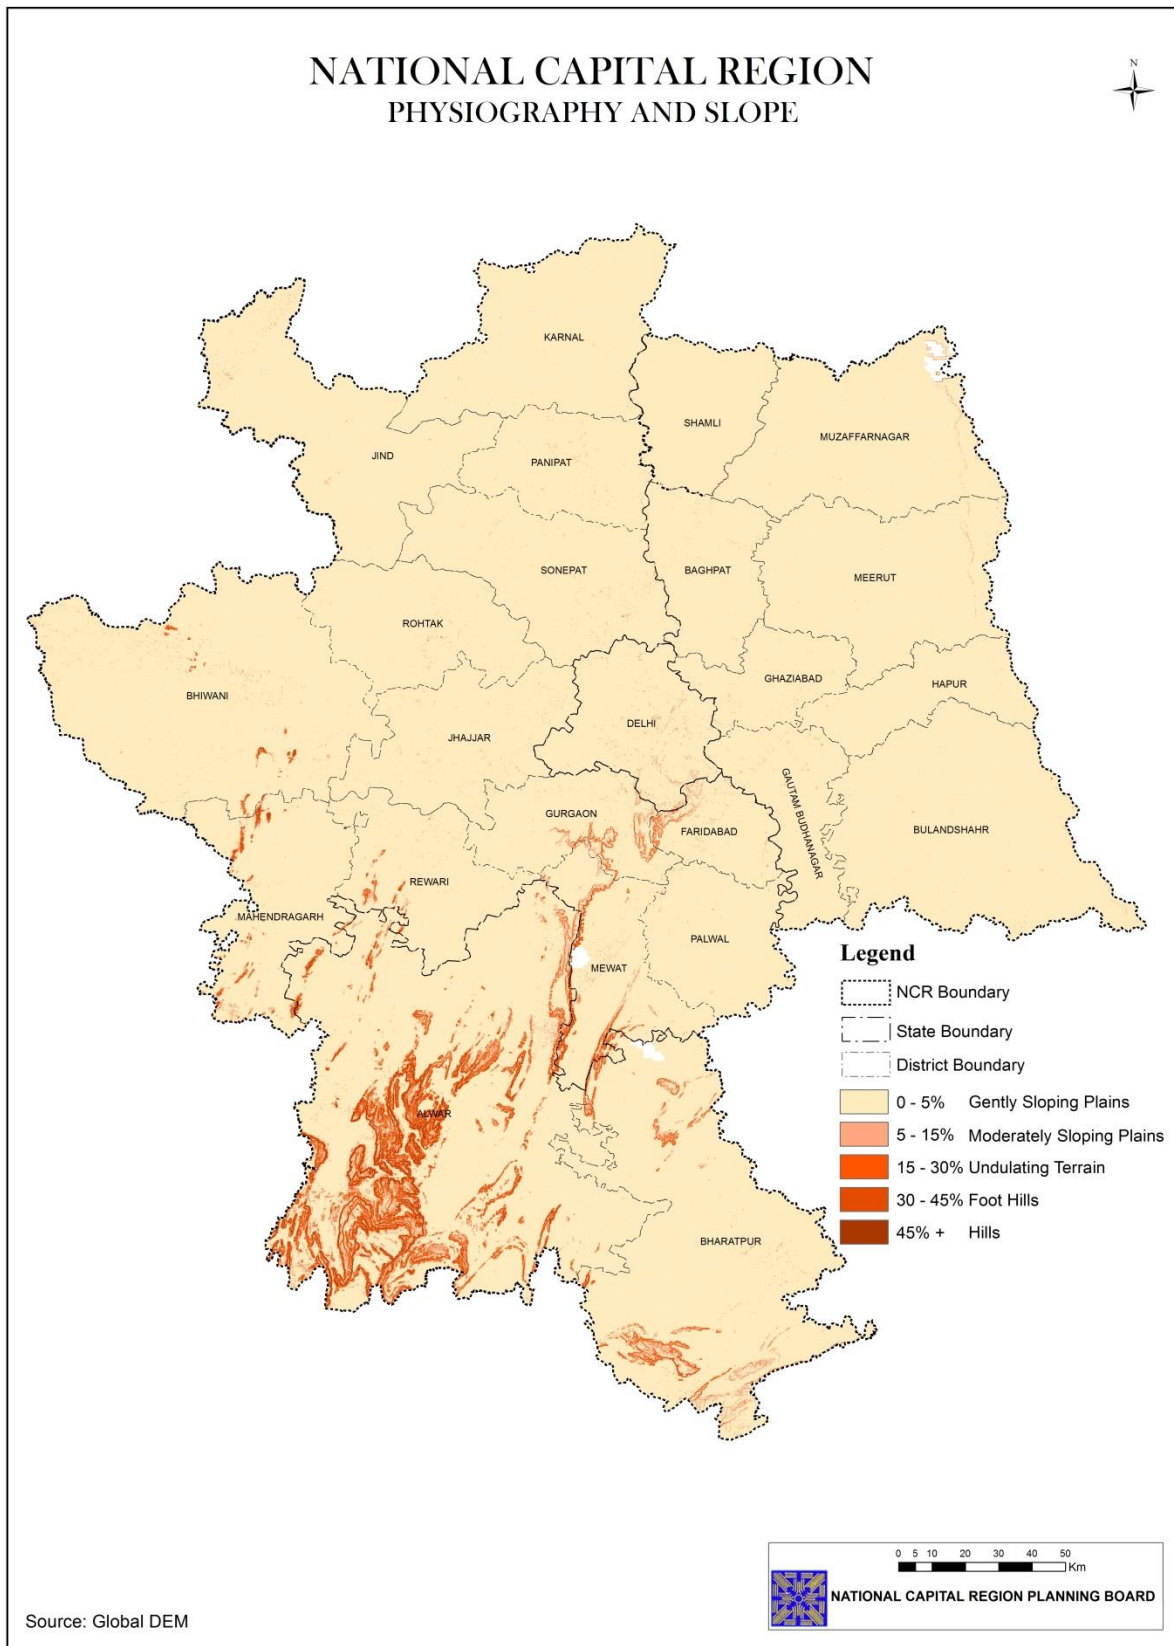 NATIONAL CAPITAL REGION
PHYSIOGRAPHY AND SLOPE
N
KARNAL
SHAMLI
MUZAFFARNAGAR
JIND
PANIPAT
SONEPAT
BAGHPAT
MEERUT
ROHTAK
GHAZIABAD
HAPUR
BHIWANI
DELHI
JHAJJAR
GAUTAM BUDHANAGAR
GURGAON
FARIDABAD
BULANDSHAHR
REWARI
MAHENDRAGARH
PALWAL
MEWAT
ALWAR
BHARATPUR
Legend
NCR Boundary
State Boundary
District Boundary
0 - 5% Gently Sloping Plains
5 - 15% Moderately Sloping Plains
15 - 30% Undulating Terrain
30 - 45% Foot Hills
45% + Hills
0 5 10 20 30 40 50
Km
NATIONAL CAPITAL REGION PLANNING BOARD
Source: Global DEM